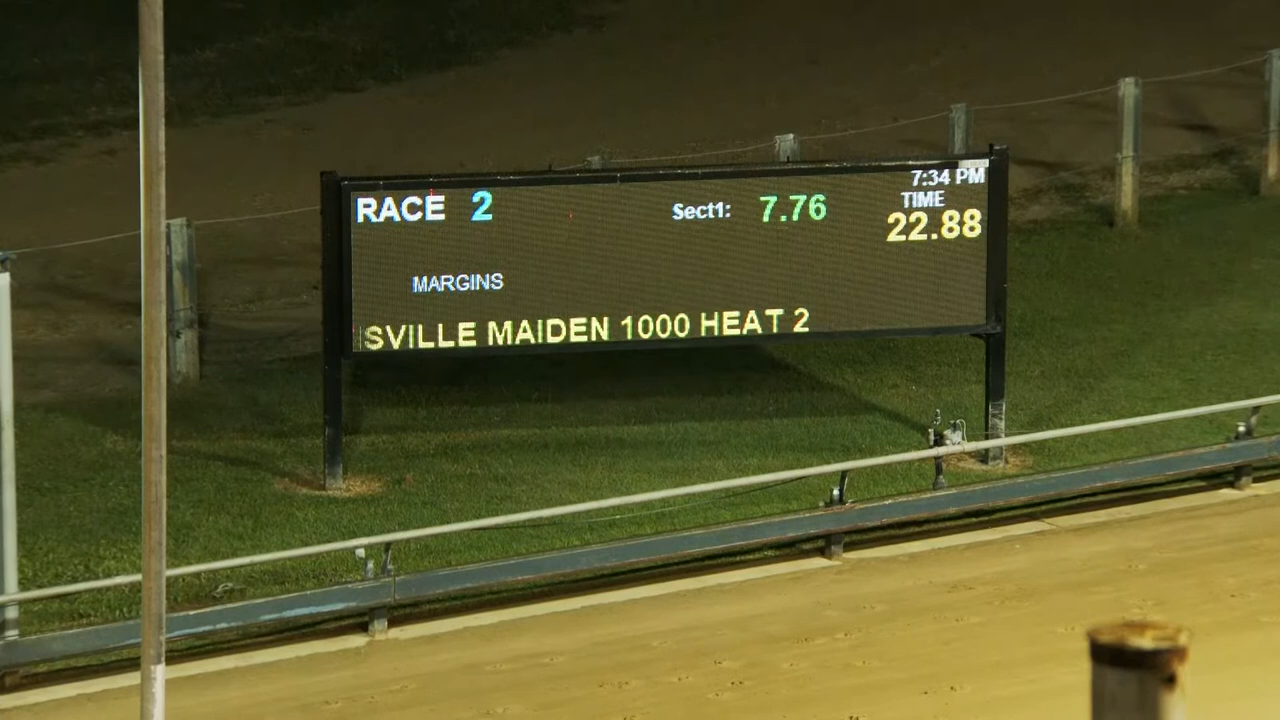 7:34 PM
RACE 2 Sect1: 7.76 TIME
22.88
MARGINS
SVILLE MAIDEN 1000 HEAT 2